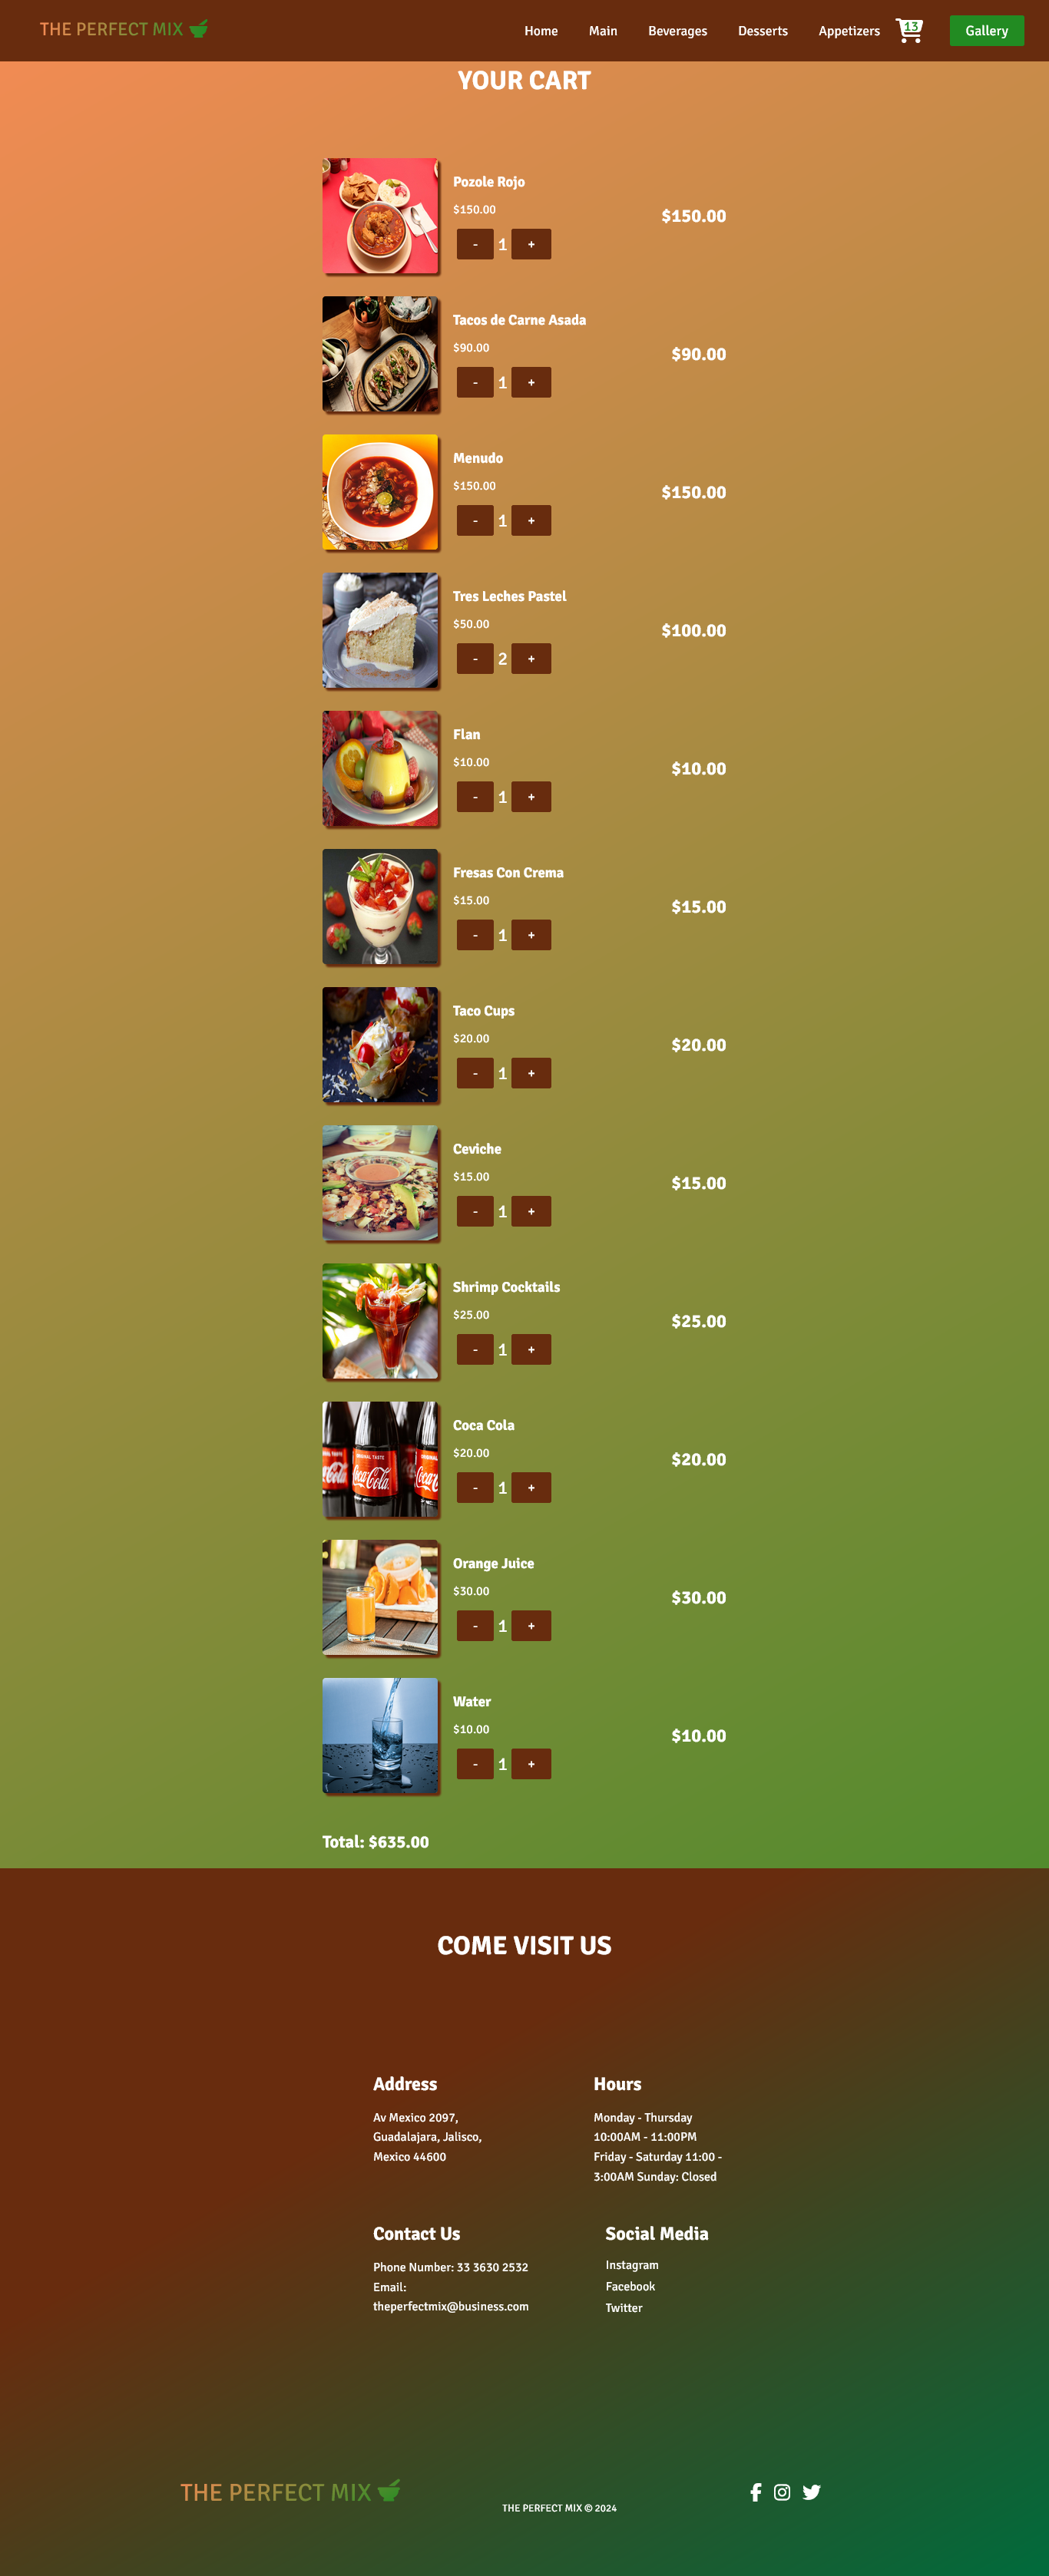 THE PERFECT MIX
Home Main Beverages Desserts Appetizers 13 Gallery
YOUR CART
Pozole Rojo
$150.00
$150.00
- 1 +
Tacos de Carne Asada
$90.00
$90.00
- 1 +
Menudo
$150.00
$150.00
- 1 +
Tres Leches Pastel
$50.00
$100.00
- 2 +
Flan
$10.00
$10.00
- 1 +
Fresas Con Crema
$15.00
$15.00
- 1 +
Taco Cups
$20.00
$20.00
- 1 +
Ceviche
$15.00
$15.00
- 1 +
Shrimp Cocktails
$25.00
$25.00
- 1 +
ORIGINAL TASTE
Coca-Cola
Coca Cola
$20.00
$20.00
- 1 +
Orange Juice
$30.00
$30.00
- 1 +
Water
$10.00
$10.00
- 1 +
Total: $635.00
COME VISIT US
Address
Av Mexico 2097,
Guadalajara, Jalisco,
Mexico 44600
Hours
Monday - Thursday
10:00AM - 11:00PM
Friday - Saturday 11:00 -
3:00AM Sunday: Closed
Contact Us
Phone Number: 33 3630 2532
Email:
theperfectmix@business.com
Social Media
Instagram
Facebook
Twitter
THE PERFECT MIX
THE PERFECT MIX © 2024